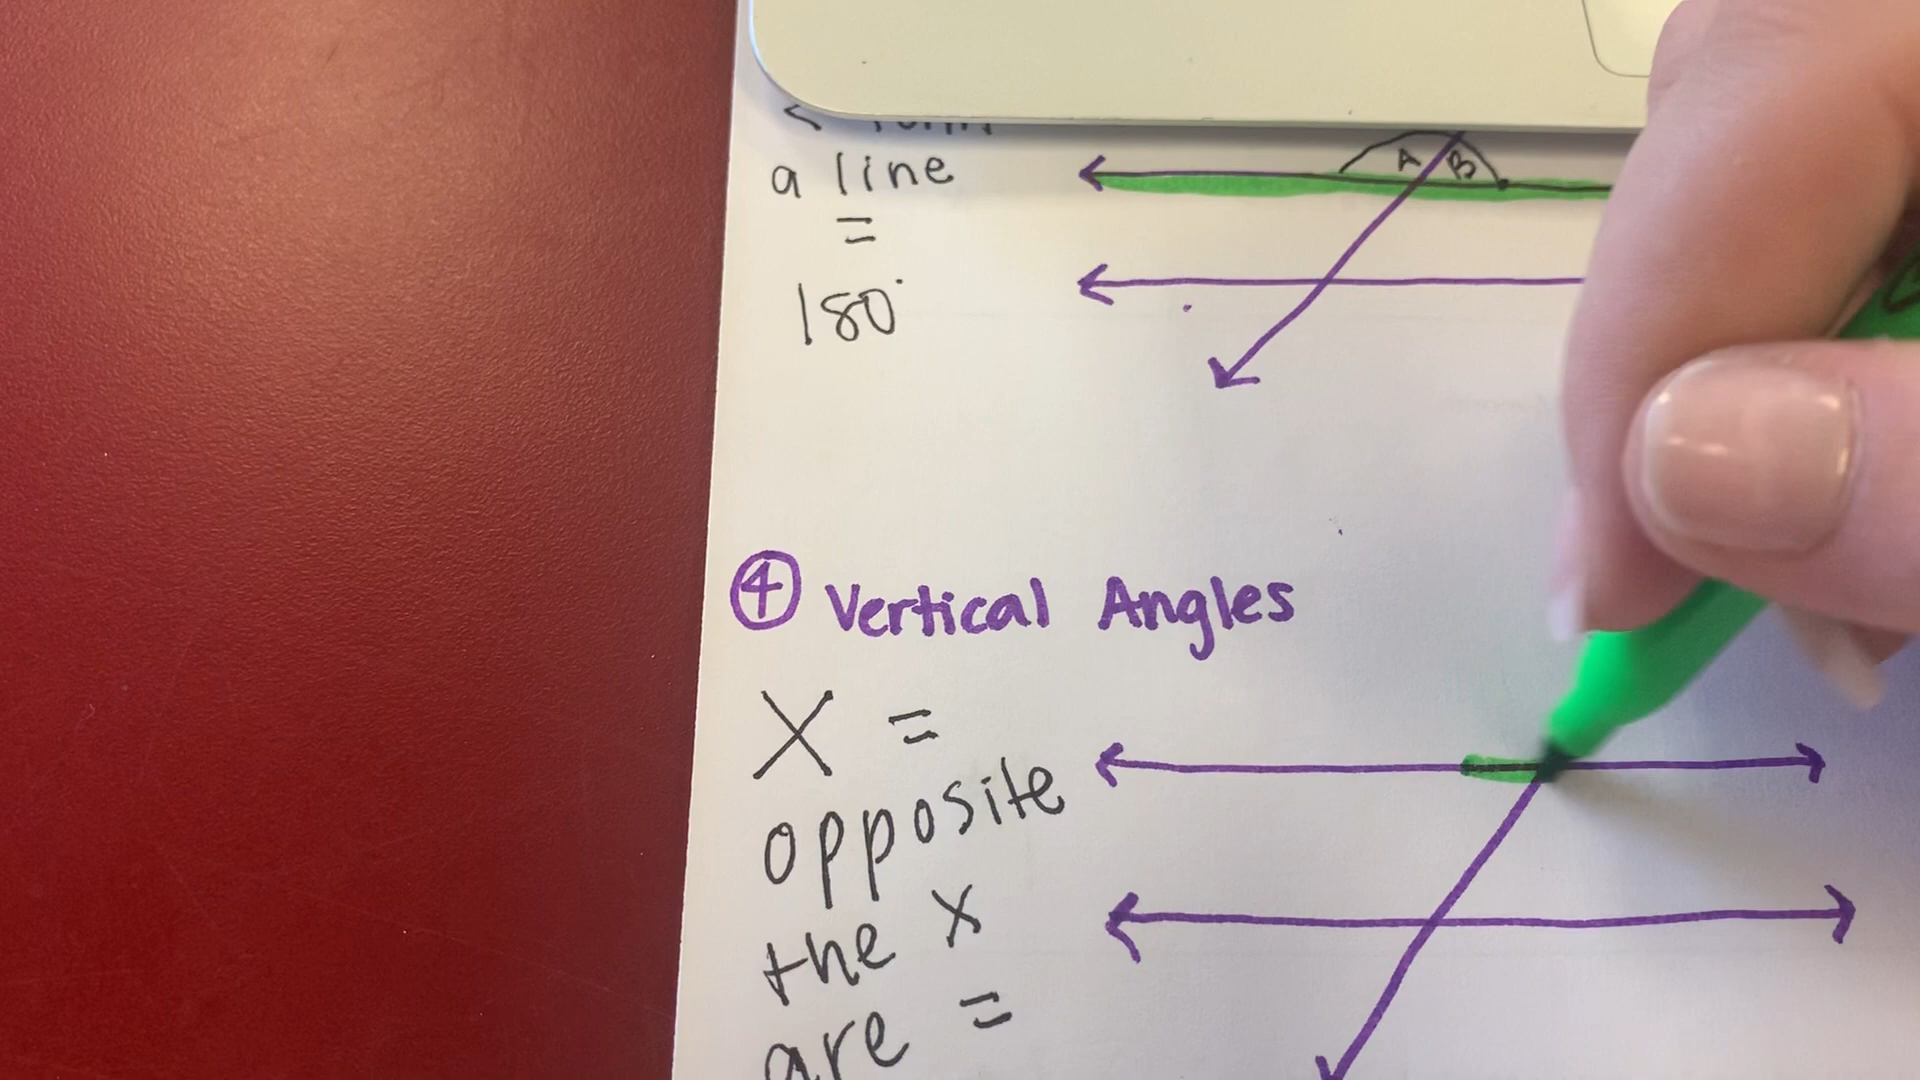 a line
=
180°
A B
④ Vertical Angles
X =
opposite
the X
are =